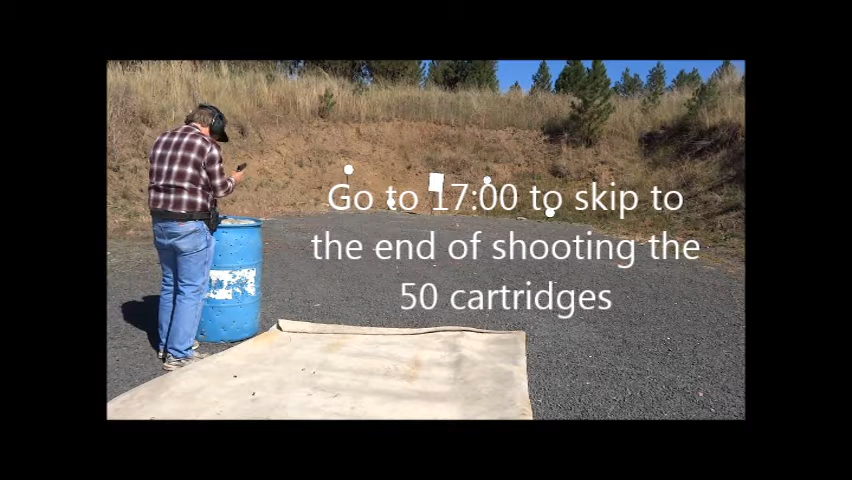 Go to 17:00 to skip to
the end of shooting the
50 cartridges